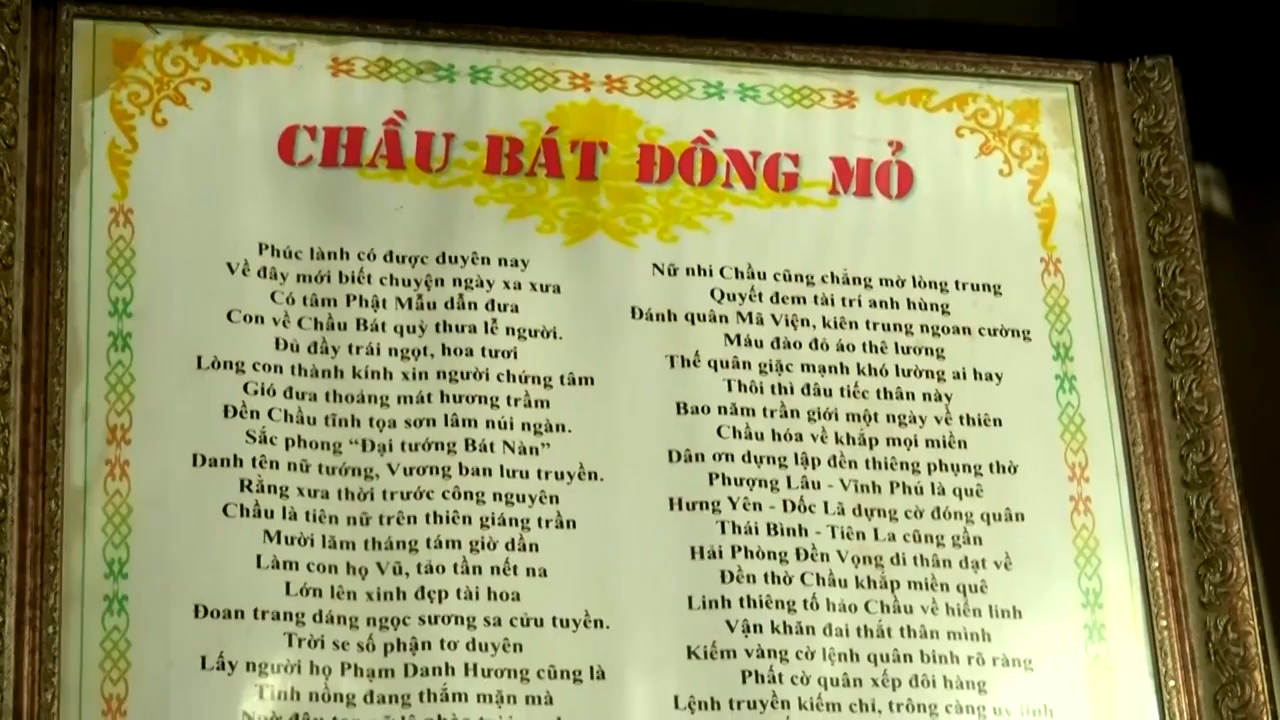 CHẦU BÁT ĐỒNG MỎ
Phúc lành có được duyên nay
Về đây mới biết chuyện ngày xa xưa
Có tâm Phật Mẫu dẫn đưa
Con về Chầu Bát quỳ thưa lễ người.
Đủ đầy trái ngọt, hoa tươi
Lòng con thành kính xin người chứng tâm
Gió đưa thoảng mát hương trầm
Đền Chầu tĩnh tọa sơn lâm núi ngàn.
Sắc phong “Đại tướng Bát Nàn”
Danh tên nữ tướng, Vương ban lưu truyền.
Rằng xưa thời trước công nguyên
Chầu là tiên nữ trên thiên giáng trần
Mười lăm tháng tám giờ dần
Làm con họ Vũ, tảo tần nết na
Lớn lên xinh đẹp tài hoa
Đoan trang dáng ngọc sương sa cửu tuyền.
Trời se số phận tơ duyên
Lấy người họ Phạm Danh Hương cũng là
Tình nồng đang thắm mặn mà
Nữ nhi Chầu cũng chẳng mờ lòng trung
Quyết đem tài trí anh hùng
Đánh quân Mã Viện, kiên trung ngoan cường
Máu đào đỏ áo thê lương
Thế quân giặc mạnh khó lường ai hay
Thôi thì đâu tiếc thân này
Bao năm trần giới một ngày về thiên
Chầu hóa về khắp mọi miền
Dân ơn dựng lập đền thiêng phụng thờ
Phượng Lâu - Vĩnh Phú là quê
Hưng Yên - Dốc Lã dựng cờ đóng quân
Thái Bình - Tiên La cũng gần
Hải Phòng Đền Vọng di thân dạt về
Đền thờ Chầu khắp miền quê
Linh thiêng tố hảo Chầu về hiển linh
Vận khăn đai thắt thân mình
Kiếm vàng cờ lệnh quân binh rõ ràng
Phất cờ quân xếp đôi hàng
Lệnh truyền kiếm chỉ, trông càng uy linh